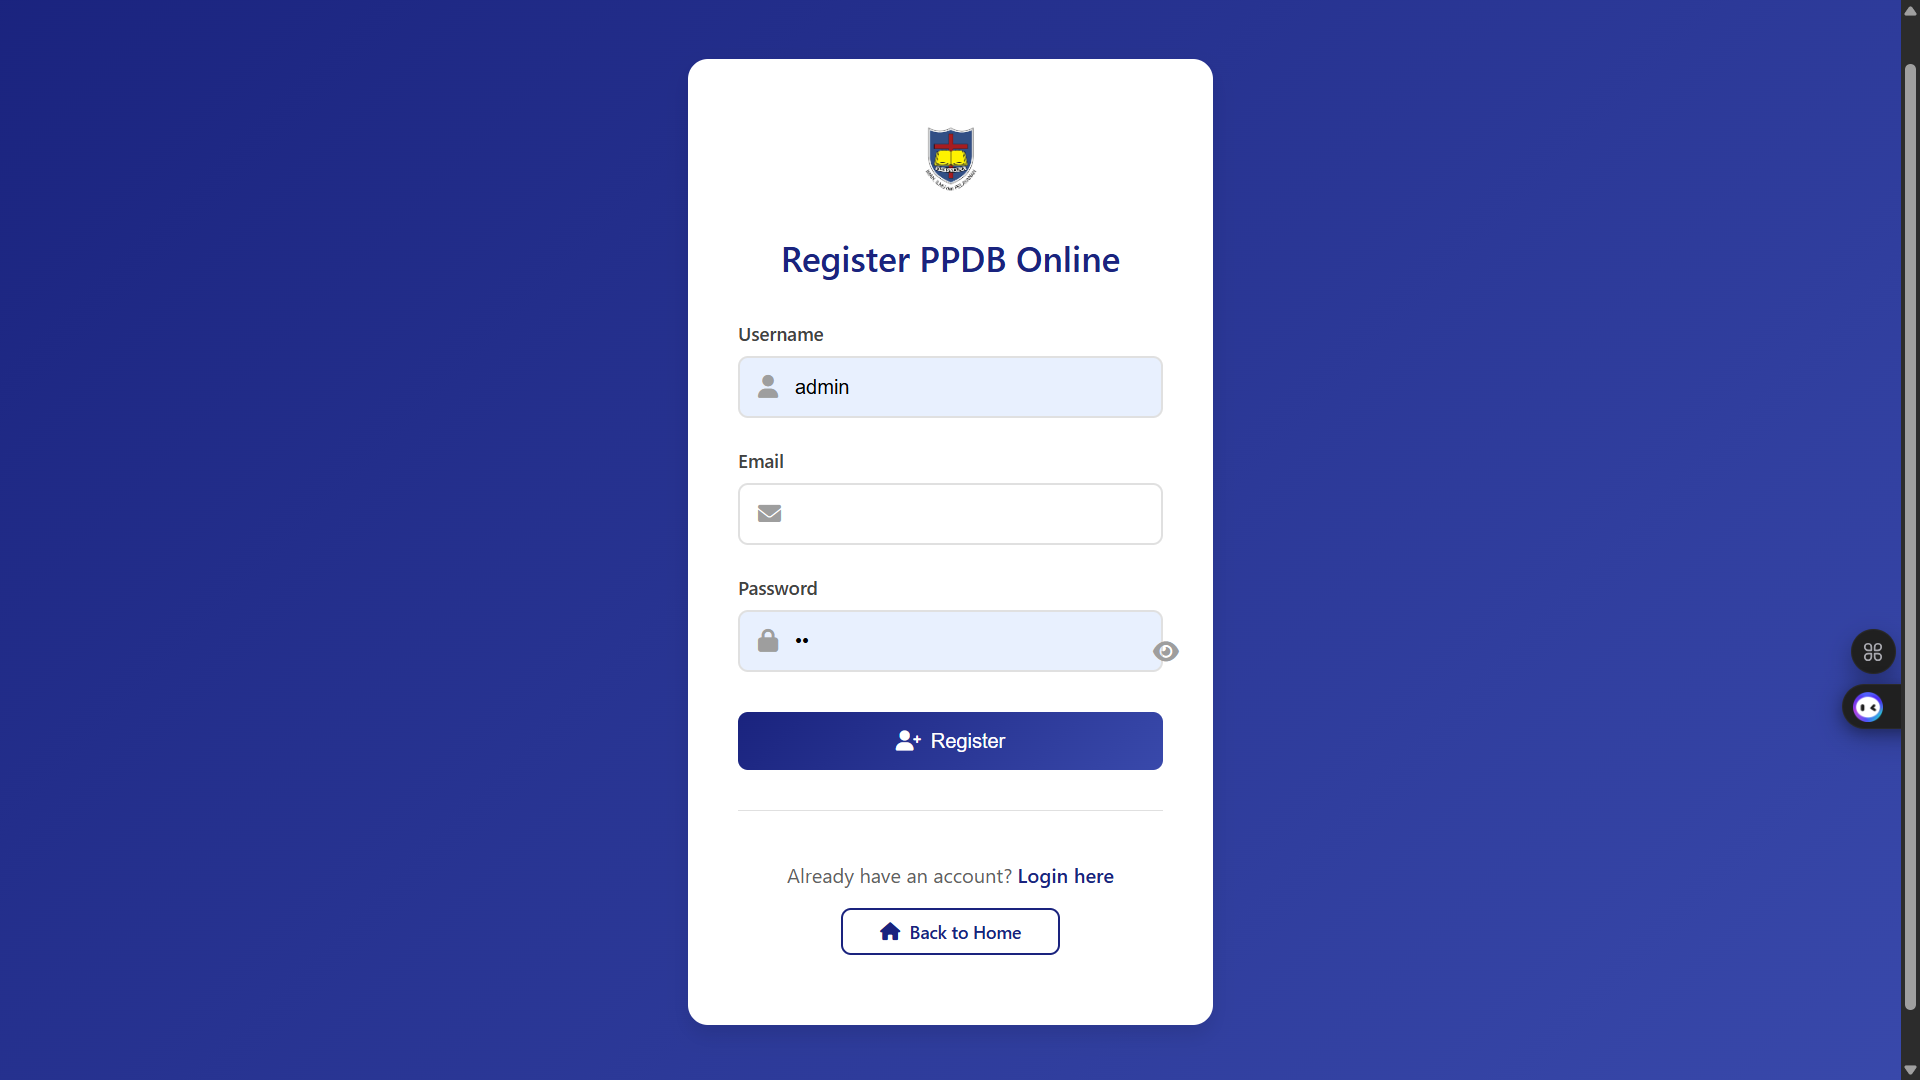 Register PPDB Online
Username
admin
Email
Password
••
Register
Already have an account? Login here
Back to Home